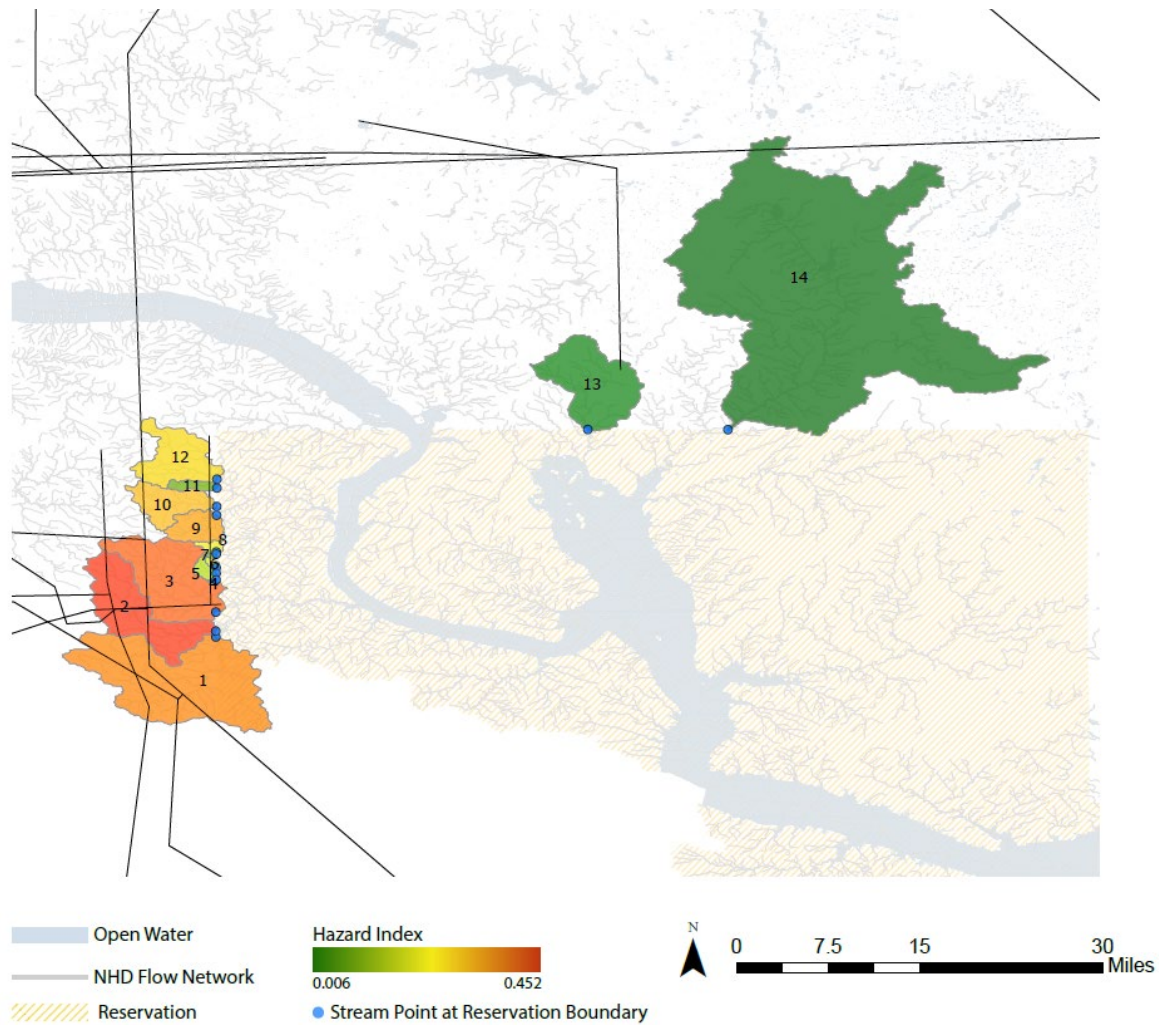 14
13
12
11
10
9
8
7
6
5
4
3
2
1
Open Water
NHD Flow Network
Reservation
Hazard Index
0.006 0.452
Stream Point at Reservation Boundary
N
0 7.5 15 30
Miles